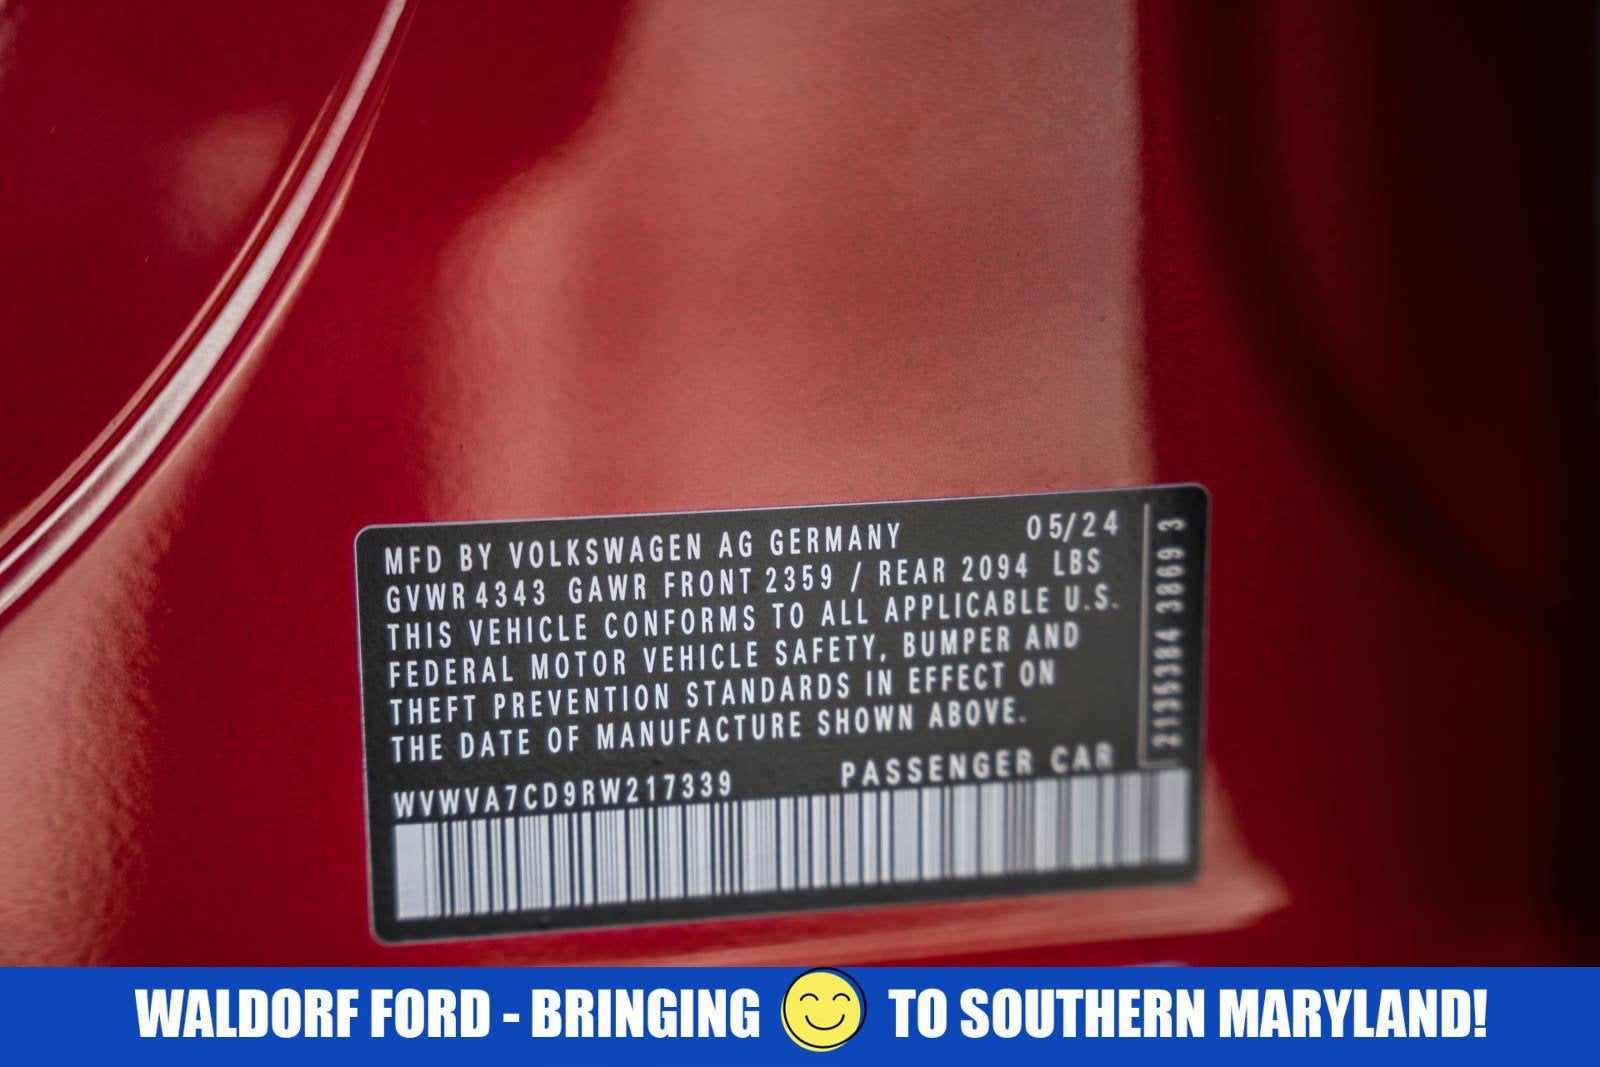 MFD BY VOLKSWAGEN AG GERMANY 05/24
GVWR 4343 GAWR FRONT 2359 / REAR 2094 LBS
THIS VEHICLE CONFORMS TO ALL APPLICABLE U.S.
FEDERAL MOTOR VEHICLE SAFETY, BUMPER AND
THEFT PREVENTION STANDARDS IN EFFECT ON
THE DATE OF MANUFACTURE SHOWN ABOVE.
WVWVA7CD9RW217339 PASSENGER CAR
2135384 3869 3
WALDORF FORD - BRINGING TO SOUTHERN MARYLAND!